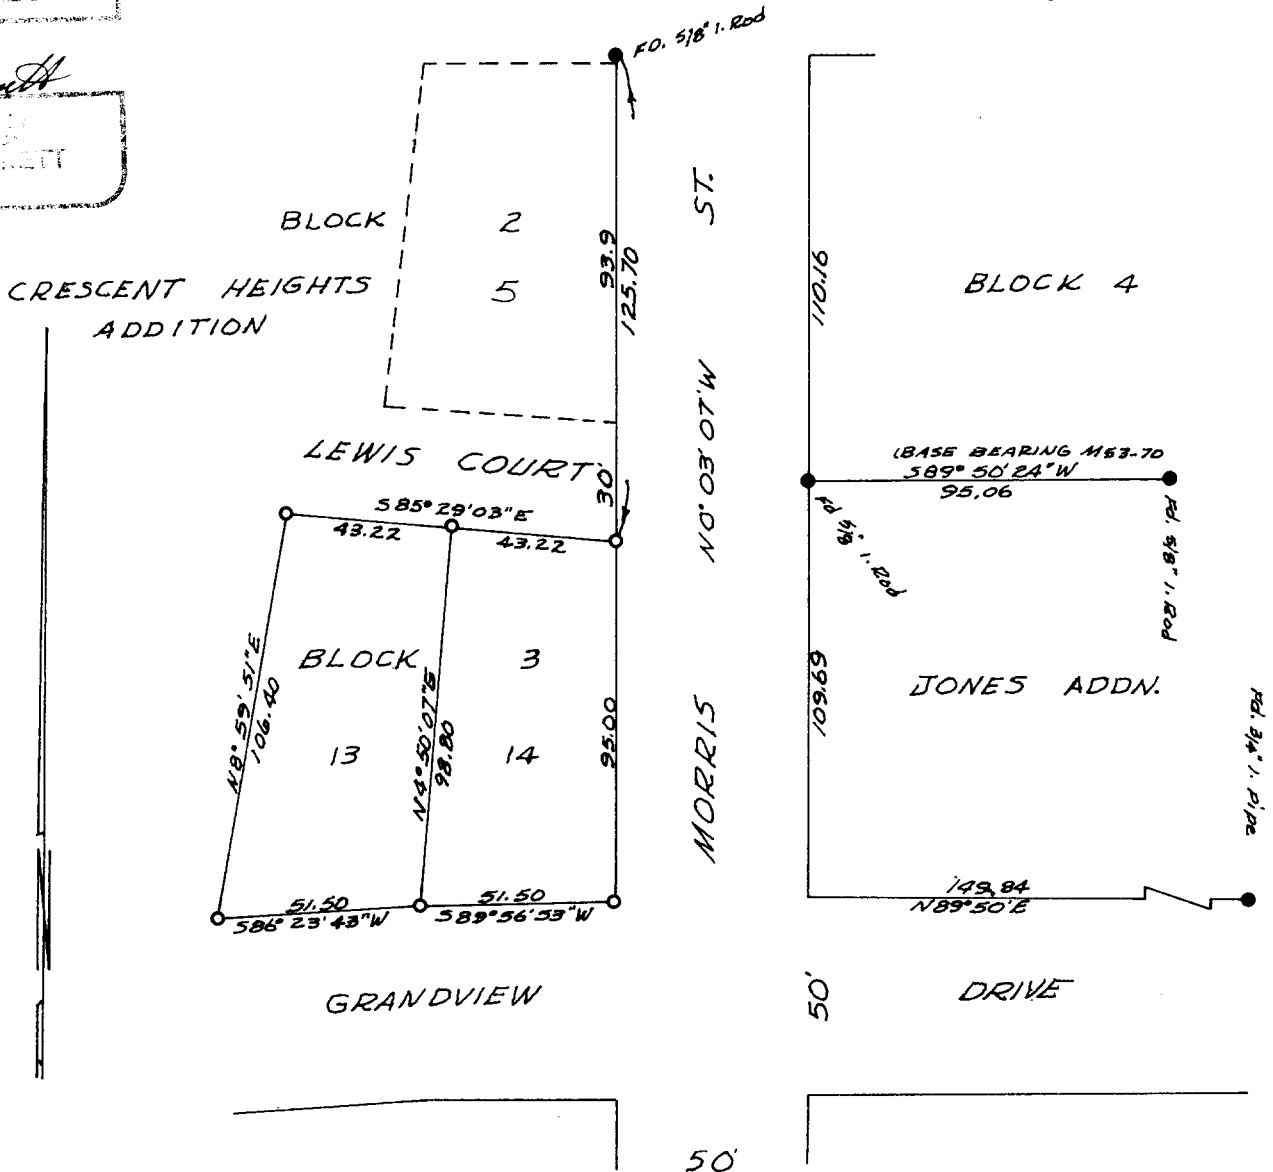 FD. 5/8" I. Rod
BLOCK 2
CRESCENT HEIGHTS 5
ADDITION
93.9
125.70
ST.
110.16
BLOCK 4
LEWIS COURT
30
N0°03'07"W
(BASE BEARING M53-70
S89°50'24"W
95.06
Fd 5/8" I. Rod
Fd. 5/8" I. Rod
S85°29'03"E
43.22
43.22
N8°59'51"E
106.40
BLOCK 3
N4°50'07"E
98.80
13
14
95.00
MORRIS
109.69
JONES ADDN.
Fd. 3/4" I. Pipe
51.50
S86°23'43"W
51.50
S89°56'53"W
149.84
N89°50'E
GRANDVIEW
50'
DRIVE
50'